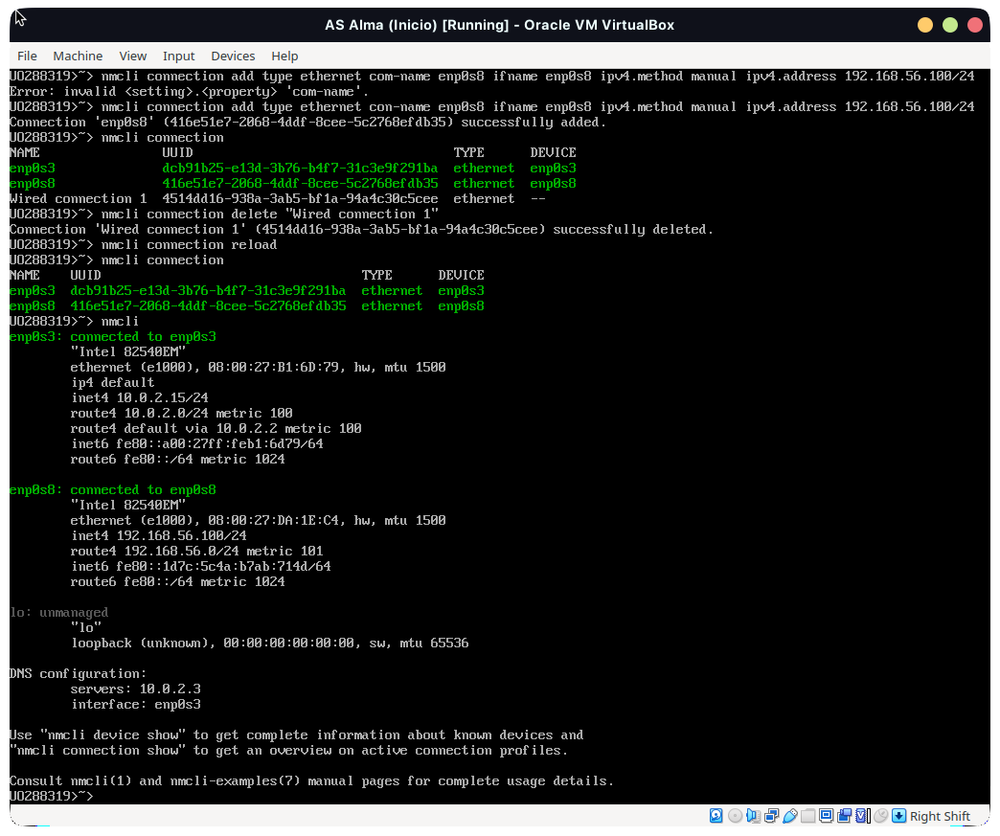 AS Alma (Inicio) [Running] - Oracle VM VirtualBox
File Machine View Input Devices Help
UO288319>~> nmcli connection add type ethernet com-name enp0s8 ifname enp0s8 ipv4.method manual ipv4.address 192.168.56.100/24
Error: invalid <setting>.<property> 'com-name'.
UO288319>~> nmcli connection add type ethernet con-name enp0s8 ifname enp0s8 ipv4.method manual ipv4.address 192.168.56.100/24
Connection 'enp0s8' (416e51e7-2068-4ddf-8cee-5c2768efdb35) successfully added.
UO288319>~> nmcli connection
NAME UUID TYPE DEVICE
enp0s3 dcb91b25-e13d-3b76-b4f7-31c3e9f291ba ethernet enp0s3
enp0s8 416e51e7-2068-4ddf-8cee-5c2768efdb35 ethernet enp0s8
Wired connection 1 4514dd16-938a-3ab5-bf1a-94a4c30c5cee ethernet --
UO288319>~> nmcli connection delete "Wired connection 1"
Connection 'Wired connection 1' (4514dd16-938a-3ab5-bf1a-94a4c30c5cee) successfully deleted.
UO288319>~> nmcli connection reload
UO288319>~> nmcli connection
NAME UUID TYPE DEVICE
enp0s3 dcb91b25-e13d-3b76-b4f7-31c3e9f291ba ethernet enp0s3
enp0s8 416e51e7-2068-4ddf-8cee-5c2768efdb35 ethernet enp0s8
UO288319>~> nmcli
enp0s3: connected to enp0s3
"Intel 82540EM"
ethernet (e1000), 08:00:27:B1:6D:79, hw, mtu 1500
ip4 default
inet4 10.0.2.15/24
route4 10.0.2.0/24 metric 100
route4 default via 10.0.2.2 metric 100
inet6 fe80::a00:27ff:feb1:6d79/64
route6 fe80::/64 metric 1024
enp0s8: connected to enp0s8
"Intel 82540EM"
ethernet (e1000), 08:00:27:DA:1E:C4, hw, mtu 1500
inet4 192.168.56.100/24
route4 192.168.56.0/24 metric 101
inet6 fe80::1d7c:5c4a:b7ab:714d/64
route6 fe80::/64 metric 1024
lo: unmanaged
"lo"
loopback (unknown), 00:00:00:00:00:00, sw, mtu 65536
DNS configuration:
servers: 10.0.2.3
interface: enp0s3
Use "nmcli device show" to get complete information about known devices and
"nmcli connection show" to get an overview on active connection profiles.
Consult nmcli(1) and nmcli-examples(7) manual pages for complete usage details.
UO288319>~>
Right Shift